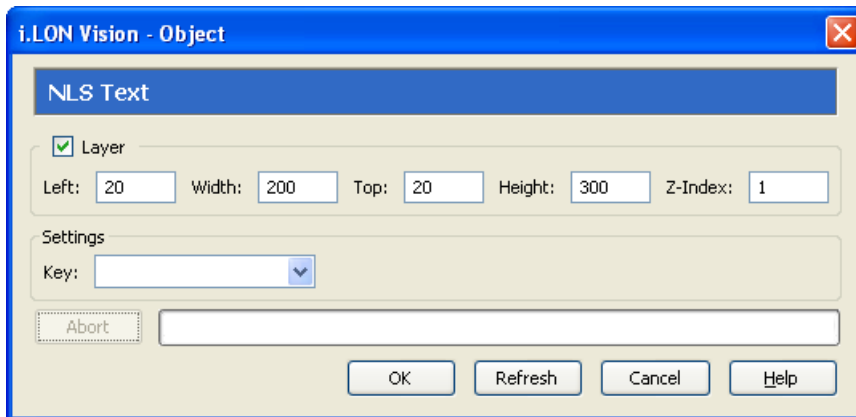 i.LON Vision - Object
NLS Text
Layer
Left: 20 Width: 200 Top: 20 Height: 300 Z-Index: 1
Settings
Key:
Abort
OK Refresh Cancel Help